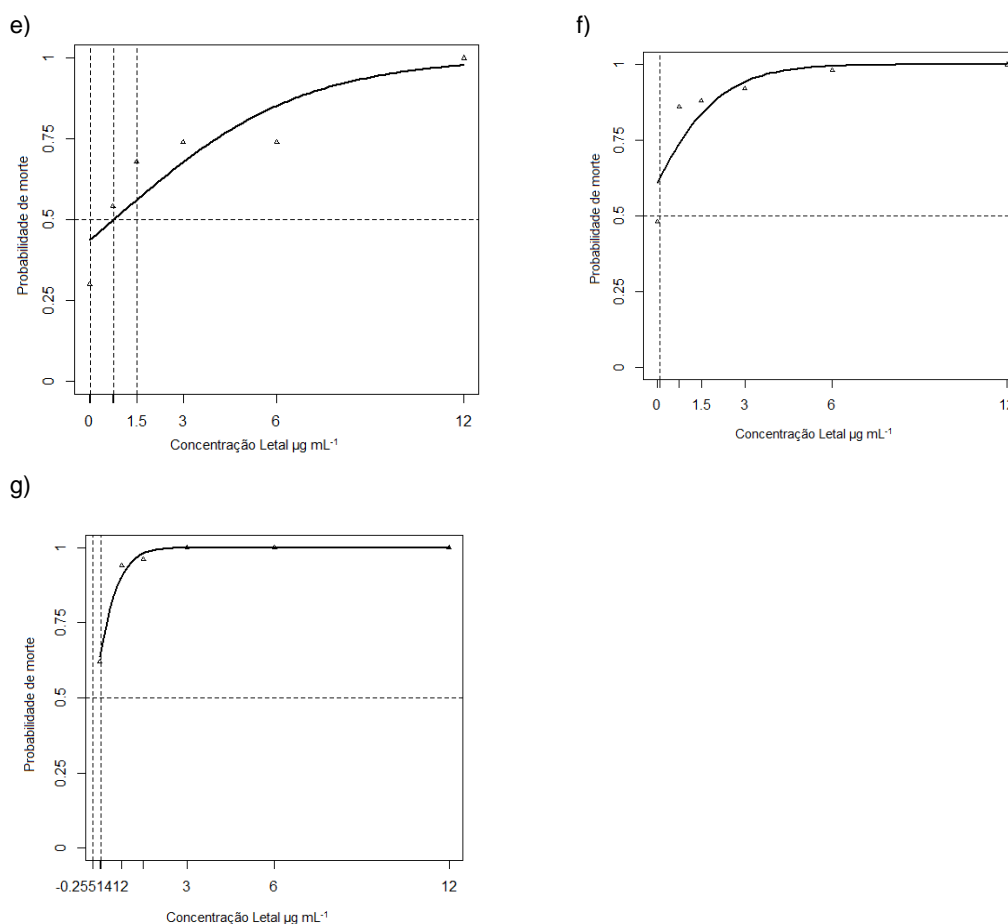 e)
Probabilidade de morte
1
0.75
0.5
0.25
0
0 1.5 3 6 12
Concentração Letal µg mL-1
f)
Probabilidade de morte
1
0.75
0.5
0.25
0
0 1.5 3 6 12
Concentração Letal µg mL-1
g)
Probabilidade de morte
1
0.75
0.5
0.25
0
-0.2551412 3 6 12
Concentração Letal µg mL-1